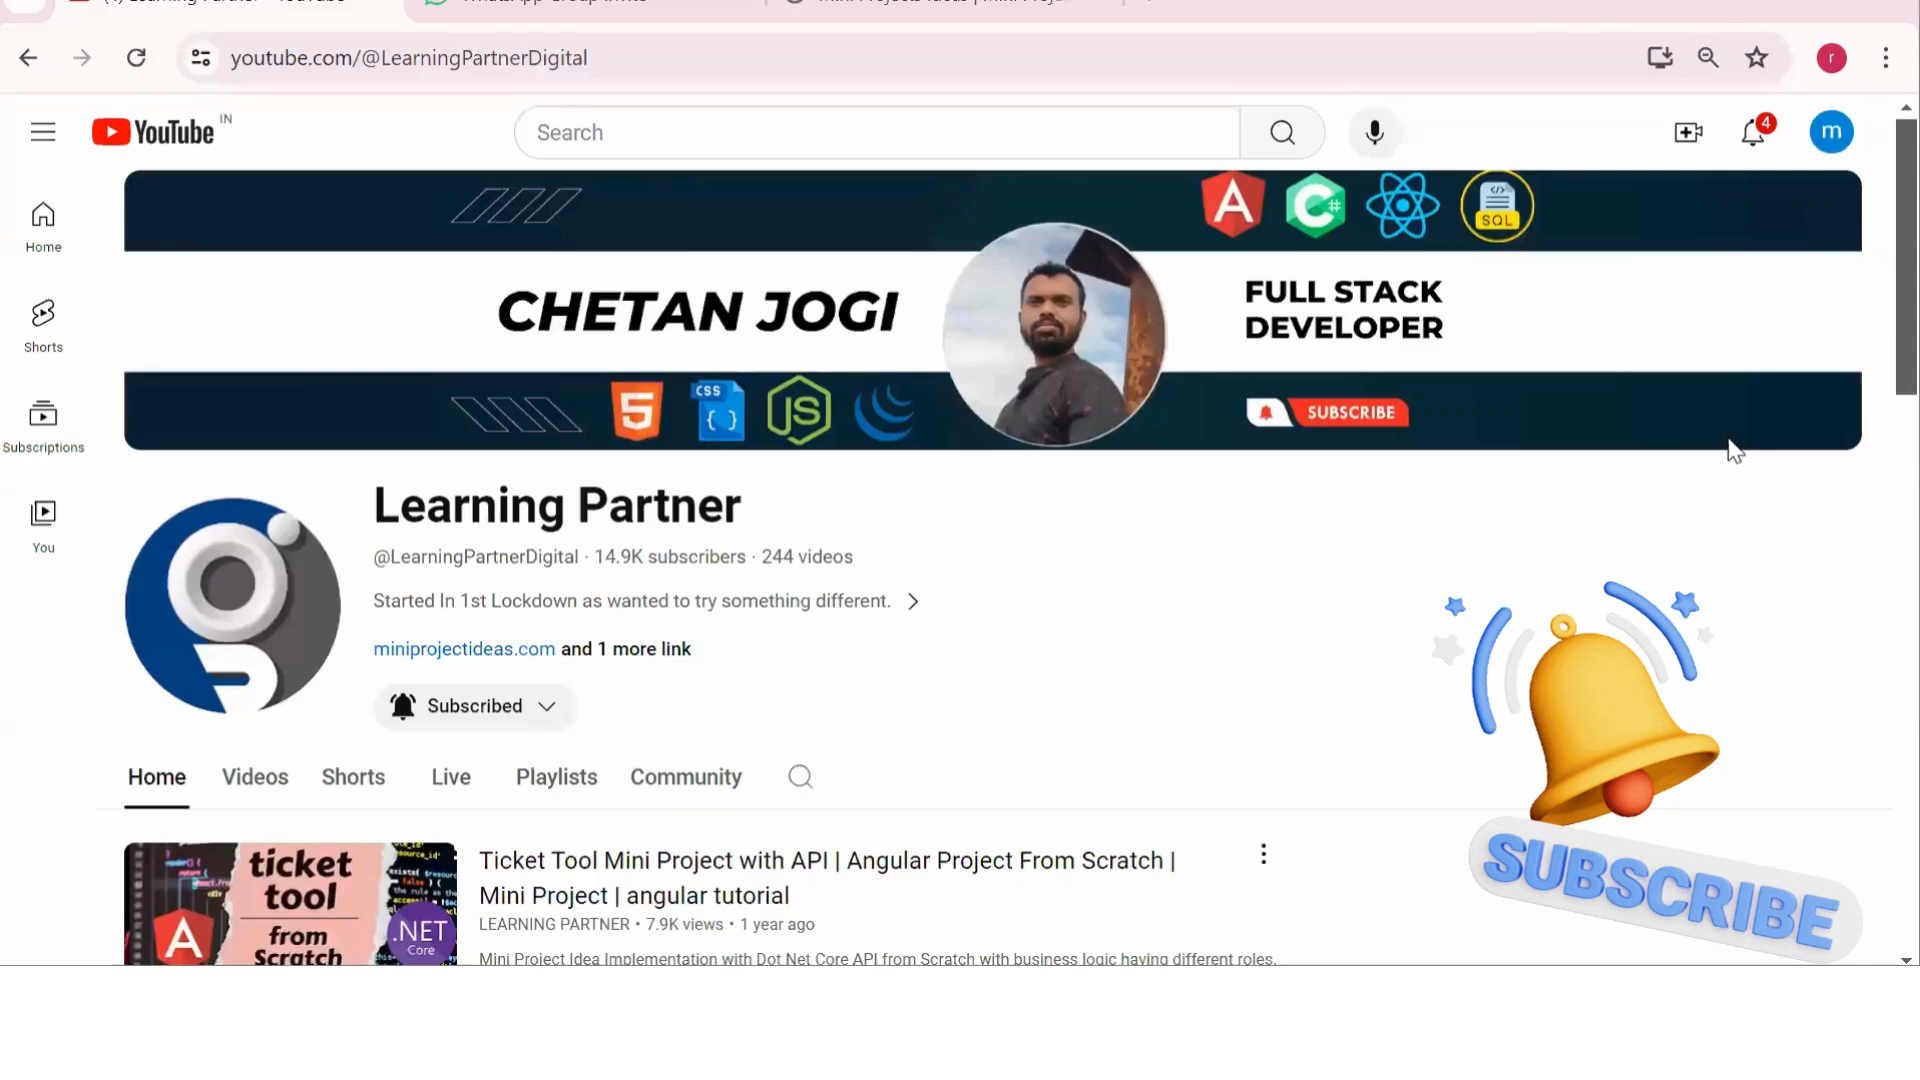 youtube.com/@LearningPartnerDigital
r
YouTube IN
Search
4
m
Home
Shorts
Subscriptions
You
SQL
CHETAN JOGI
FULL STACK
DEVELOPER
5
CSS
JS
SUBSCRIBE
Learning Partner
@LearningPartnerDigital · 14.9K subscribers · 244 videos
Started In 1st Lockdown as wanted to try something different.
miniprojectideas.com and 1 more link
Subscribed
Home Videos Shorts Live Playlists Community
ticket
tool
from
Scratch
A
.NET
Core
Ticket Tool Mini Project with API | Angular Project From Scratch |
Mini Project | angular tutorial
LEARNING PARTNER • 7.9K views • 1 year ago
Mini Project Idea Implementation with Dot Net Core API from Scratch with business logic having different roles.
SUBSCRIBE